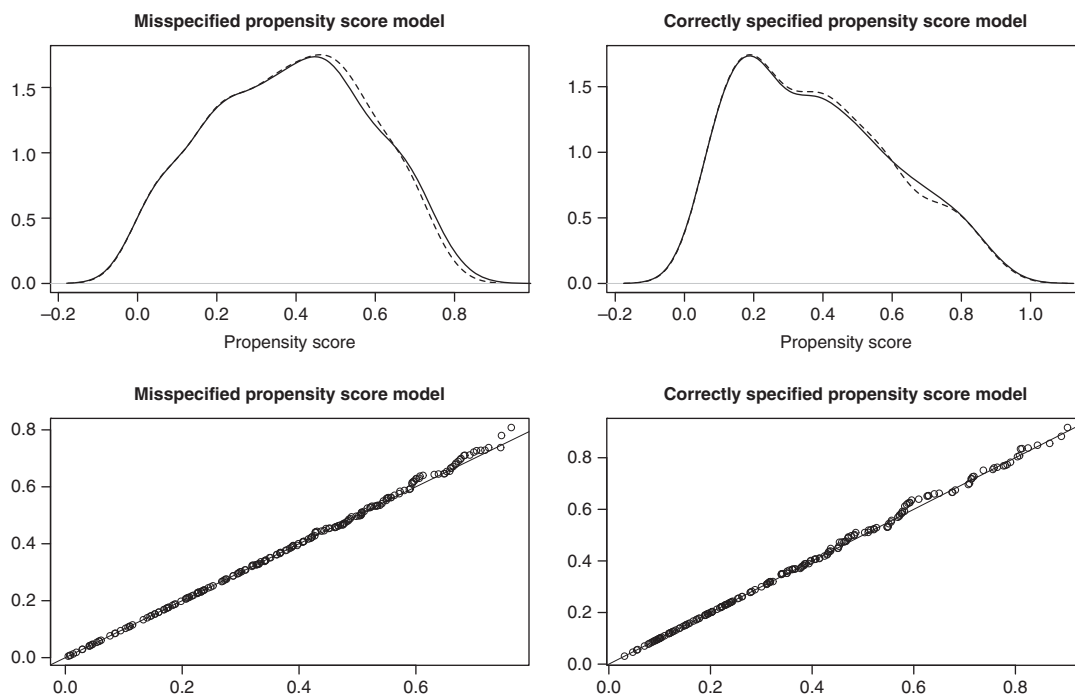 Misspecified propensity score model
Correctly specified propensity score model
1.5
1.0
0.5
0.0
–0.2 0.0 0.2 0.4 0.6 0.8
Propensity score
1.5
1.0
0.5
0.0
–0.2 0.0 0.2 0.4 0.6 0.8 1.0
Propensity score
Misspecified propensity score model
Correctly specified propensity score model
0.8
0.6
0.4
0.2
0.0
0.0 0.2 0.4 0.6
0.8
0.6
0.4
0.2
0.0
0.0 0.2 0.4 0.6 0.8